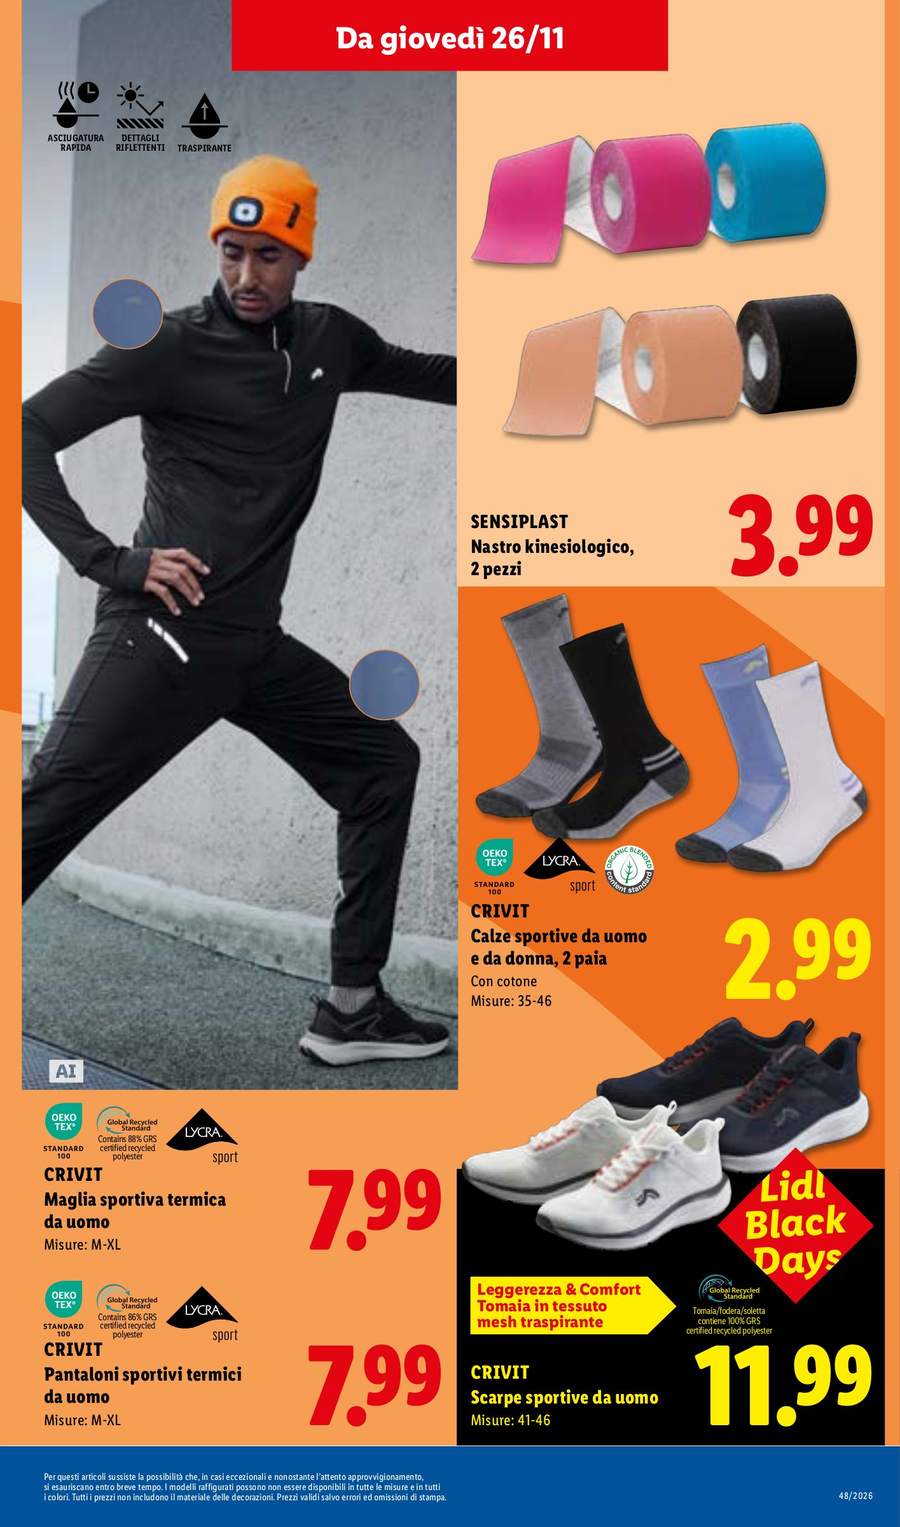 Da giovedì 26/11
ASCIUGATURA
RAPIDA
DETTAGLI
RIFLETTENTI
TRASPIRANTE
SENSIPLAST
Nastro kinesiologico,
2 pezzi
3.99
OEKO
TEX®
STANDARD
100
LYCRA®
sport
ORGANIC BLENDED
content standard
CRIVIT
Calze sportive da uomo
e da donna, 2 paia
Con cotone
Misure: 35-46
2.99
AI
OEKO
TEX®
STANDARD
100
Global Recycled
Standard
Contains 88% GRS
certified recycled
polyester
LYCRA®
sport
CRIVIT
Maglia sportiva termica
da uomo
Misure: M-XL
7.99
OEKO
TEX®
STANDARD
100
Global Recycled
Standard
Contains 86% GRS
certified recycled
polyester
LYCRA®
sport
CRIVIT
Pantaloni sportivi termici
da uomo
Misure: M-XL
7.99
Lidl
Black
Days
Leggerezza & Comfort
Tomaia in tessuto
mesh traspirante
Global Recycled
Standard
Tomaia/fodera/soletta
contiene 100% GRS
certified recycled polyester
CRIVIT
Scarpe sportive da uomo
Misure: 41-46
11.99
Per questi articoli sussiste la possibilità che, in casi eccezionali e nonostante l'attento approvvigionamento,
si esauriscano entro breve tempo. I modelli raffigurati possono non essere disponibili in tutte le misure e in tutti
i colori. Tutti i prezzi non includono il materiale delle decorazioni. Prezzi validi salvo errori ed omissioni di stampa.
48/2026